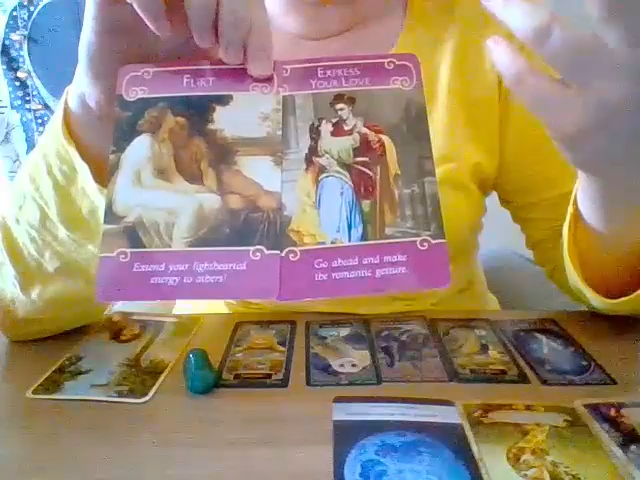 FLIRT
EXPRESS
YOUR LOVE
Extend your lighthearted
energy to others!
Go ahead and make
the romantic gesture.